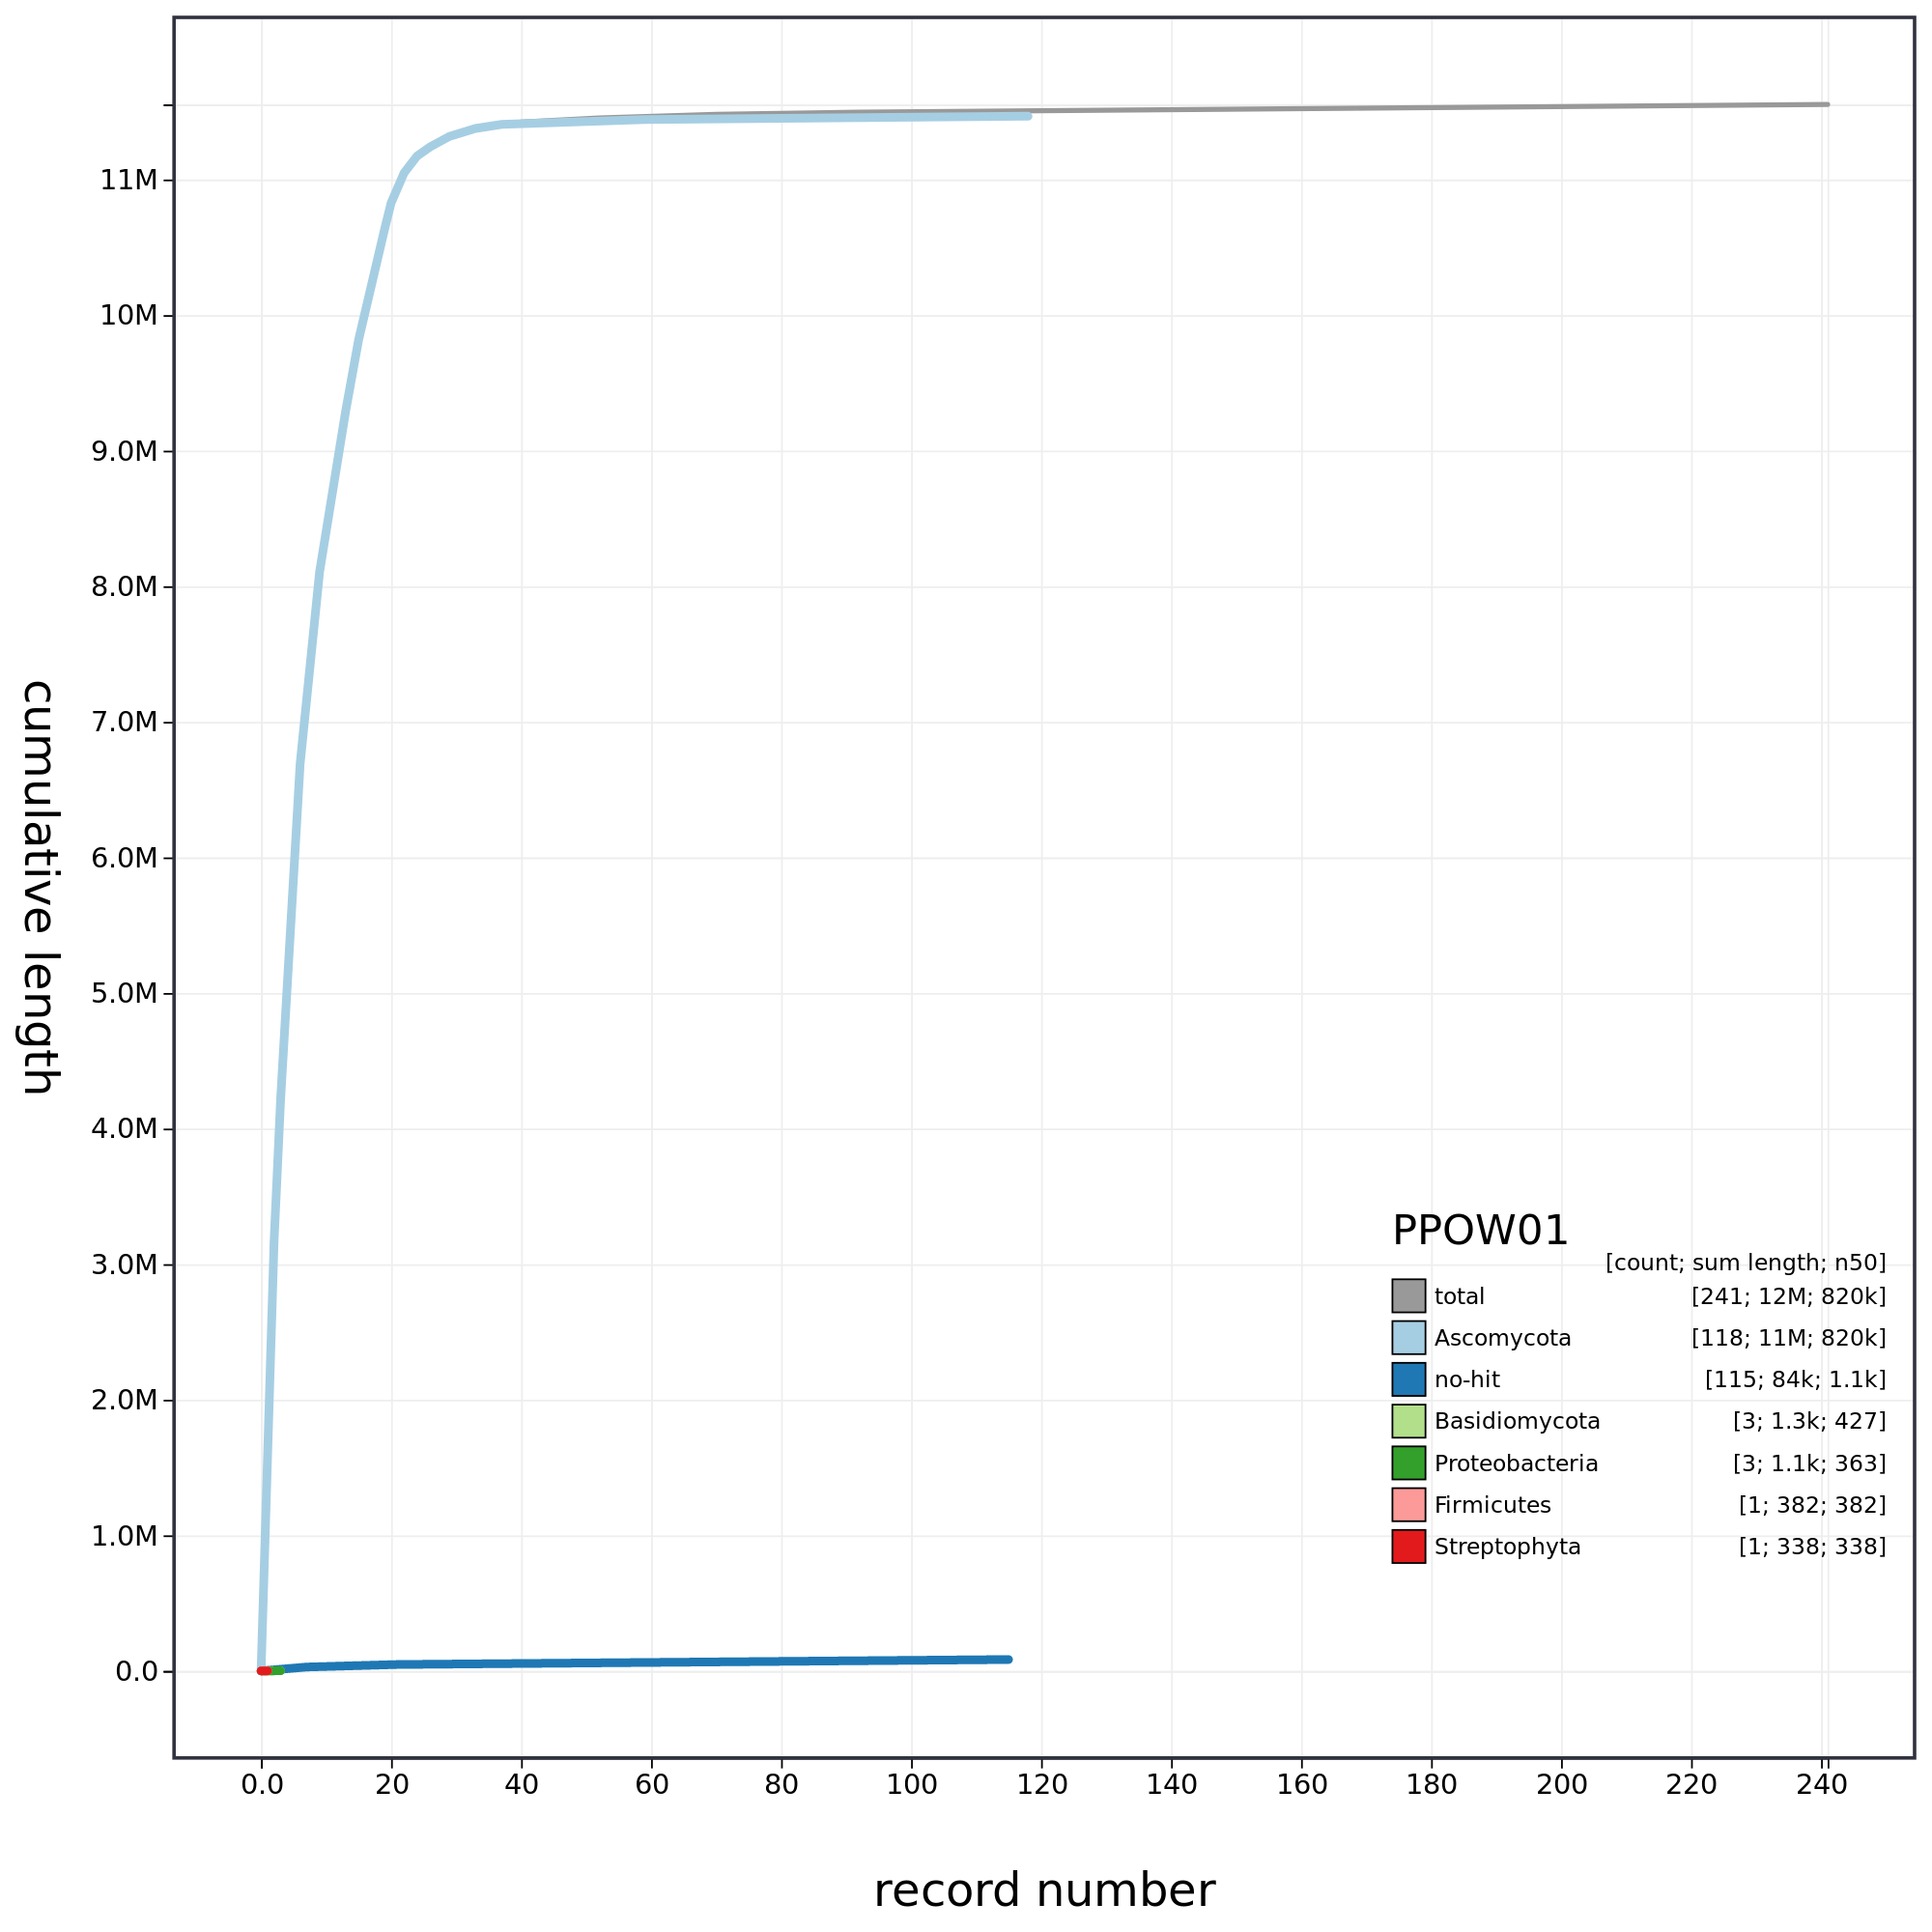 cumulative length
11M
10M
9.0M
8.0M
7.0M
6.0M
5.0M
4.0M
3.0M
2.0M
1.0M
0.0
PPOW01
[count; sum length; n50]
total [241; 12M; 820k]
Ascomycota [118; 11M; 820k]
no-hit [115; 84k; 1.1k]
Basidiomycota [3; 1.3k; 427]
Proteobacteria [3; 1.1k; 363]
Firmicutes [1; 382; 382]
Streptophyta [1; 338; 338]
0.0 20 40 60 80 100 120 140 160 180 200 220 240
record number